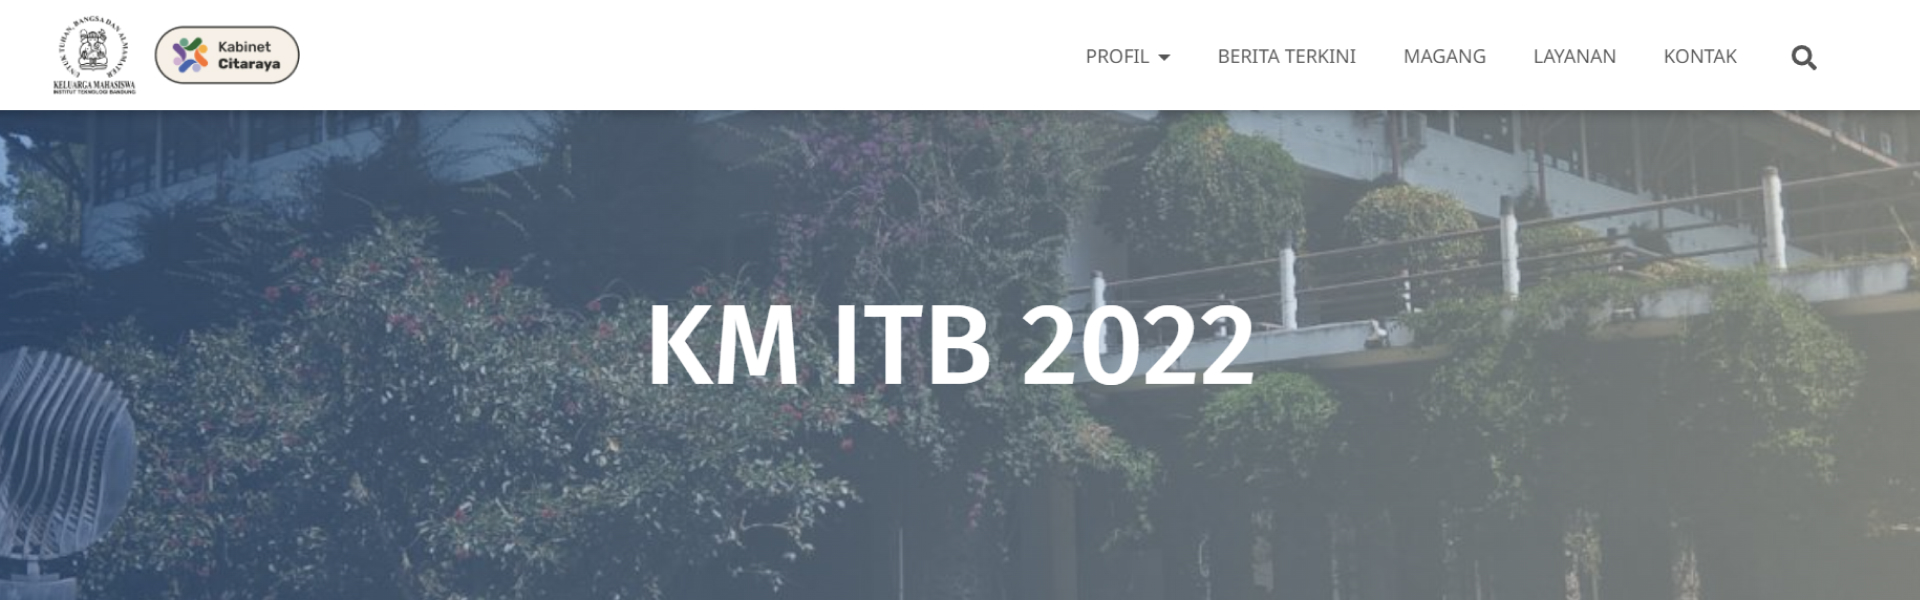 UNTUK TUHAN, BANGSA DAN ALMAMATER
KELUARGA MAHASISWA
INSTITUT TEKNOLOGI BANDUNG
Kabinet
Citaraya
PROFIL
BERITA TERKINI
MAGANG
LAYANAN
KONTAK
KM ITB 2022